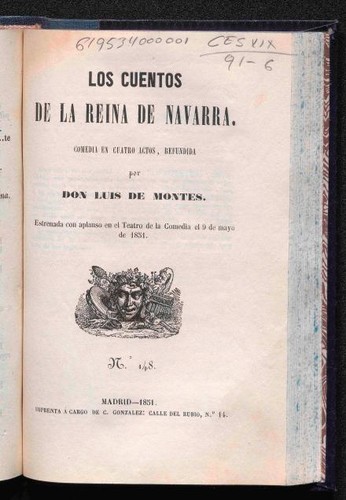 619534000001 CES XIX
91-6
LOS CUENTOS
DE LA REINA DE NAVARRA.
COMEDIA EN CUATRO ACTOS, REFUNDIDA
por
DON LUIS DE MONTES.
Estrenada con aplauso en el Teatro de la Comedia el 9 de mayo
de 1851.
N.° 148.
MADRID—1851.
IMPRENTA A CARGO DE C. GONZALEZ: CALLE DEL RUBIO, N.° 14.